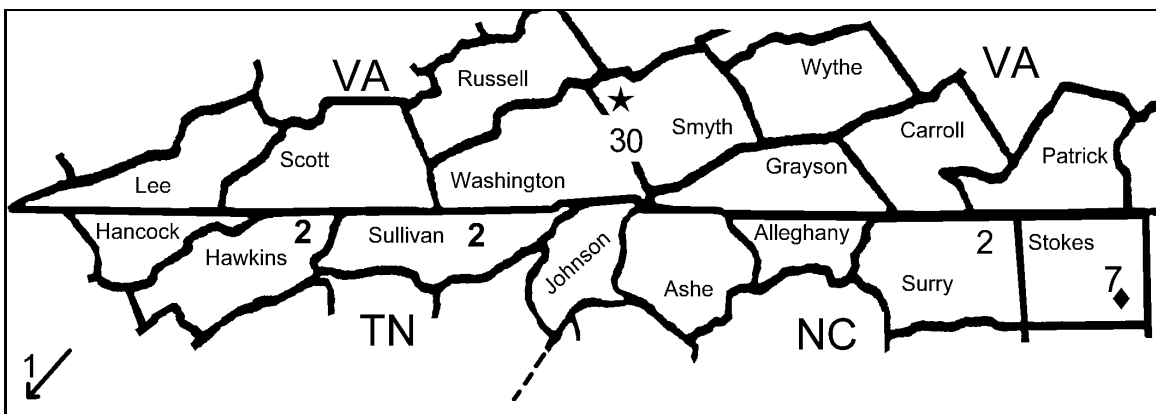 VA
VA
Russell
Wythe
Smyth
Carroll
30
Scott
Patrick
Grayson
Lee
Washington
Hancock
2
Sullivan
2
Alleghany
2
Stokes
Hawkins
Johnson
7
Ashe
Surry
TN
NC
1